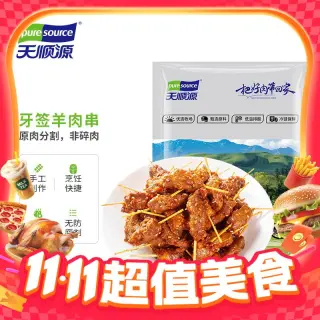 pure source
天顺源
牙签羊肉串
原肉分割，非碎肉
手工
制作
烹饪
快捷
无防
腐剂
pure source
天顺源
把好肉带回家
11·11超值美食